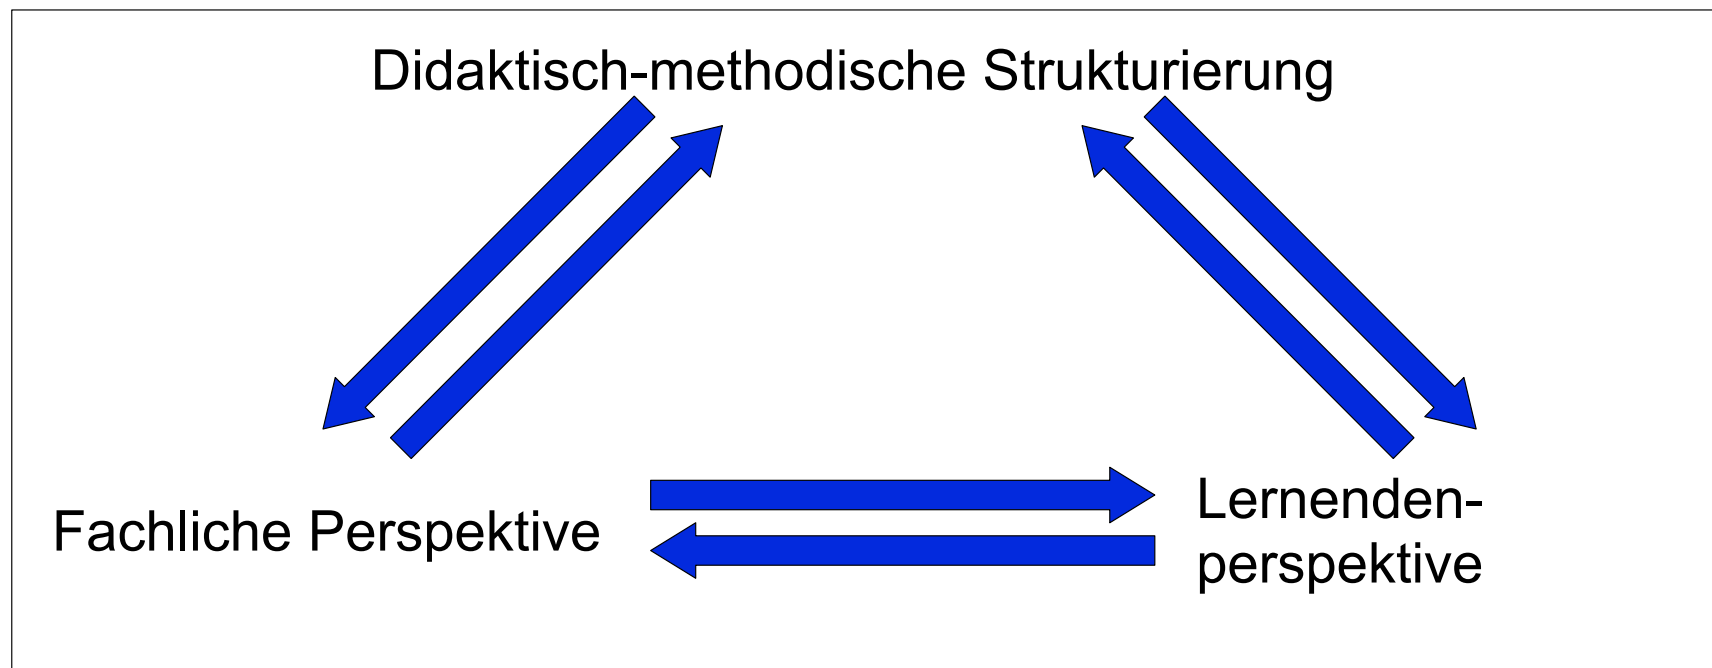 Didaktisch-methodische Strukturierung
Fachliche Perspektive
Lernenden-
perspektive